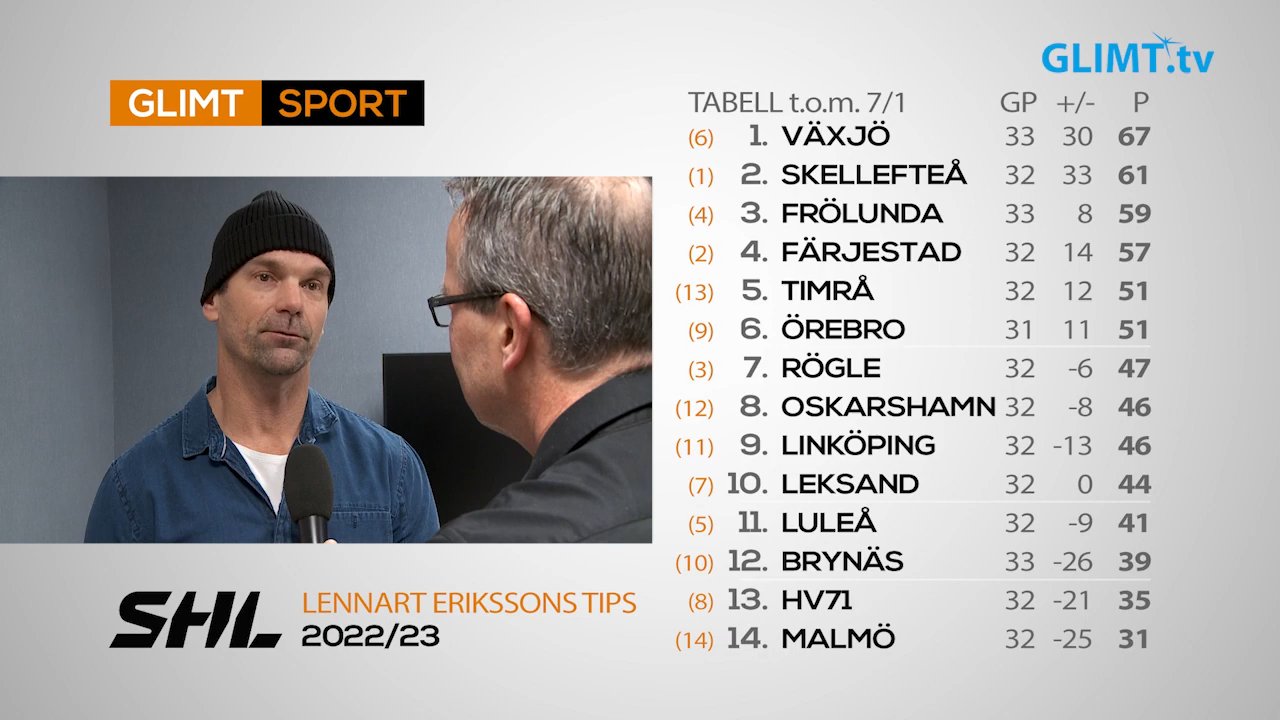 GLIMT.tv
GLIMT SPORT
TABELL t.o.m. 7/1 GP +/- P
(6) 1. VÄXJÖ 33 30 67
(1) 2. SKELLEFTEÅ 32 33 61
(4) 3. FRÖLUNDA 33 8 59
(2) 4. FÄRJESTAD 32 14 57
(13) 5. TIMRÅ 32 12 51
(9) 6. ÖREBRO 31 11 51
(3) 7. RÖGLE 32 -6 47
(12) 8. OSKARSHAMN 32 -8 46
(11) 9. LINKÖPING 32 -13 46
(7) 10. LEKSAND 32 0 44
(5) 11. LULEÅ 32 -9 41
(10) 12. BRYNÄS 33 -26 39
(8) 13. HV71 32 -21 35
(14) 14. MALMÖ 32 -25 31
SHL
LENNART ERIKSSONS TIPS
2022/23